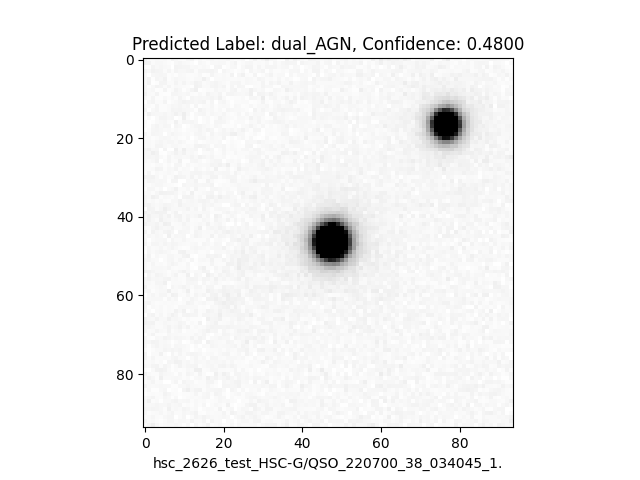 Predicted Label: dual_AGN, Confidence: 0.4800
0
20
40
60
80
0 20 40 60 80
hsc_2626_test_HSC-G/QSO_220700_38_034045_1.